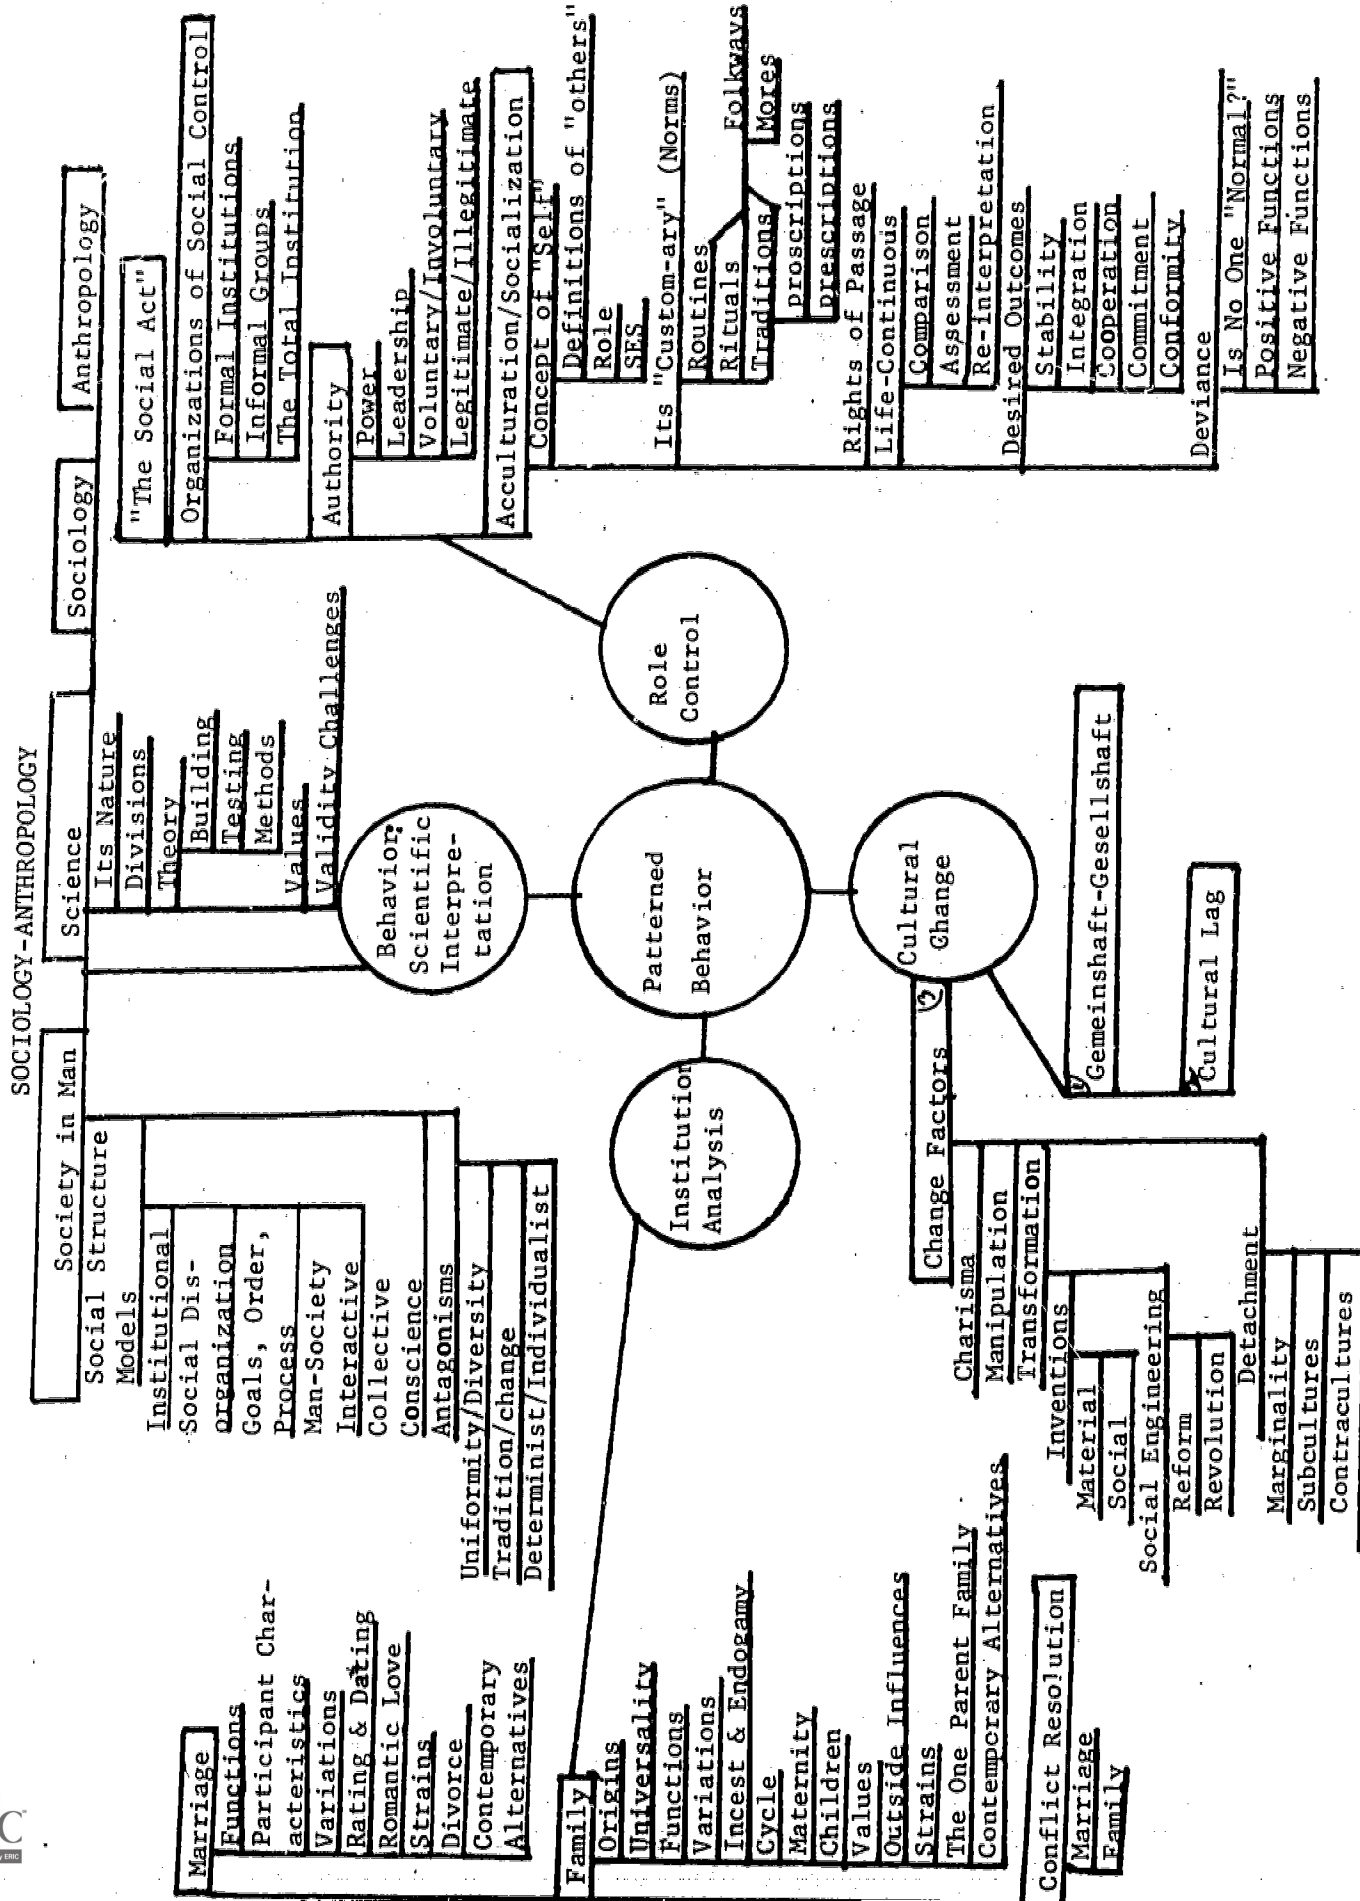 SOCIOLOGY-ANTHROPOLOGY
Society in Man
Social Structure
Models
Institutional
Social Dis-
organization
Goals, Order,
Process
Man-Society
Interactive
Collective
Conscience
Antagonisms
Uniformity/Diversity
Tradition/change
Determinist/Individualist
Science
Its Nature
Divisions
Theory
Building
Testing
Methods
Values
Validity Challenges
Sociology
Anthropology
"The Social Act"
Organizations of Social Control
Formal Institutions
Informal Groups
The Total Institution
Authority
Power
Leadership
Voluntary/Involuntary
Legitimate/Illegitimate
Acculturation/Socialization
Concept of "Self"
Definitions of "others"
Role
SES
Its "Custom-ary" (Norms)
Routines
Rituals
Traditions
Folkways
Mores
proscriptions
prescriptions
Rights of Passage
Life-Continuous
Comparison
Assessment
Re-interpretation
Desired Outcomes
Stability
Integration
Cooperation
Commitment
Conformity
Deviance
Is No One "Normal?"
Positive Functions
Negative Functions
Behavior:
Scientific
Interpre-
tation
Patterned
Behavior
Role
Control
Institution
Analysis
Cultural
Change
Marriage
Functions
Participant Char-
acteristics
Variations
Rating & Dating
Romantic Love
Strains
Divorce
Contemporary
Alternatives
Family
Origins
Universality
Functions
Variations
Incest & Endogamy
Cycle
Maternity
Children
Values
Outside Influences
Strains
The One Parent Family
Contemporary Alternatives
Conflict Resolution
Marriage
Family
Change Factors
Charisma
Manipulation
Transformation
Inventions
Material
Social
Social Engineering
Reform
Revolution
Detachment
Marginality
Subcultures
Contracultures
Gemeinshaft-Gesellshaft
Cultural Lag